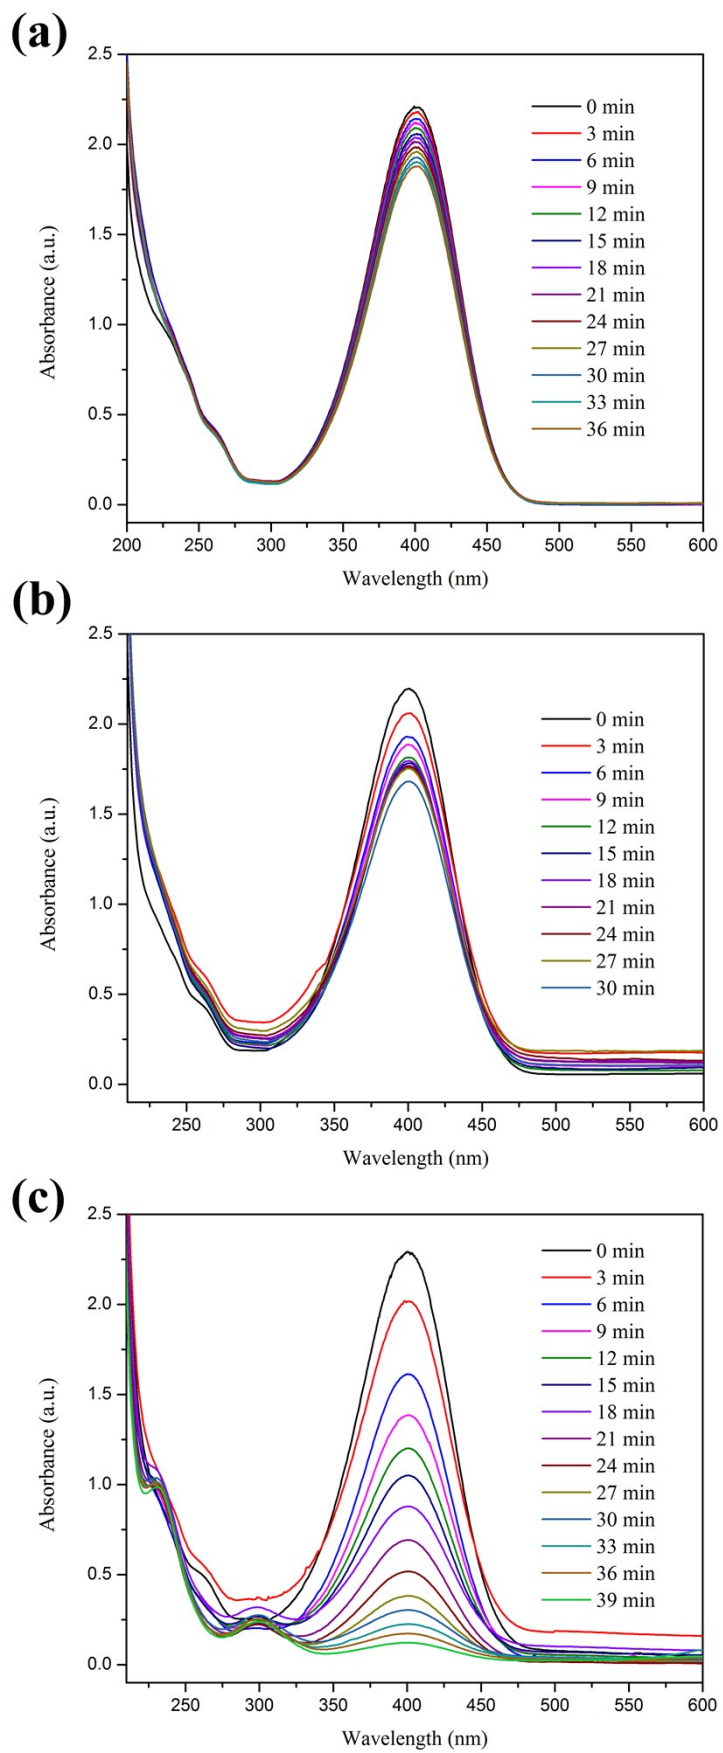 (a)
2.5
2.0
1.5
1.0
0.5
0.0
Absorbance (a.u.)
0 min
3 min
6 min
9 min
12 min
15 min
18 min
21 min
24 min
27 min
30 min
33 min
36 min
200 250 300 350 400 450 500 550 600
Wavelength (nm)
(b)
2.5
2.0
1.5
1.0
0.5
0.0
Absorbance (a.u.)
0 min
3 min
6 min
9 min
12 min
15 min
18 min
21 min
24 min
27 min
30 min
250 300 350 400 450 500 550 600
Wavelength (nm)
(c)
2.5
2.0
1.5
1.0
0.5
0.0
Absorbance (a.u.)
0 min
3 min
6 min
9 min
12 min
15 min
18 min
21 min
24 min
27 min
30 min
33 min
36 min
39 min
250 300 350 400 450 500 550 600
Wavelength (nm)